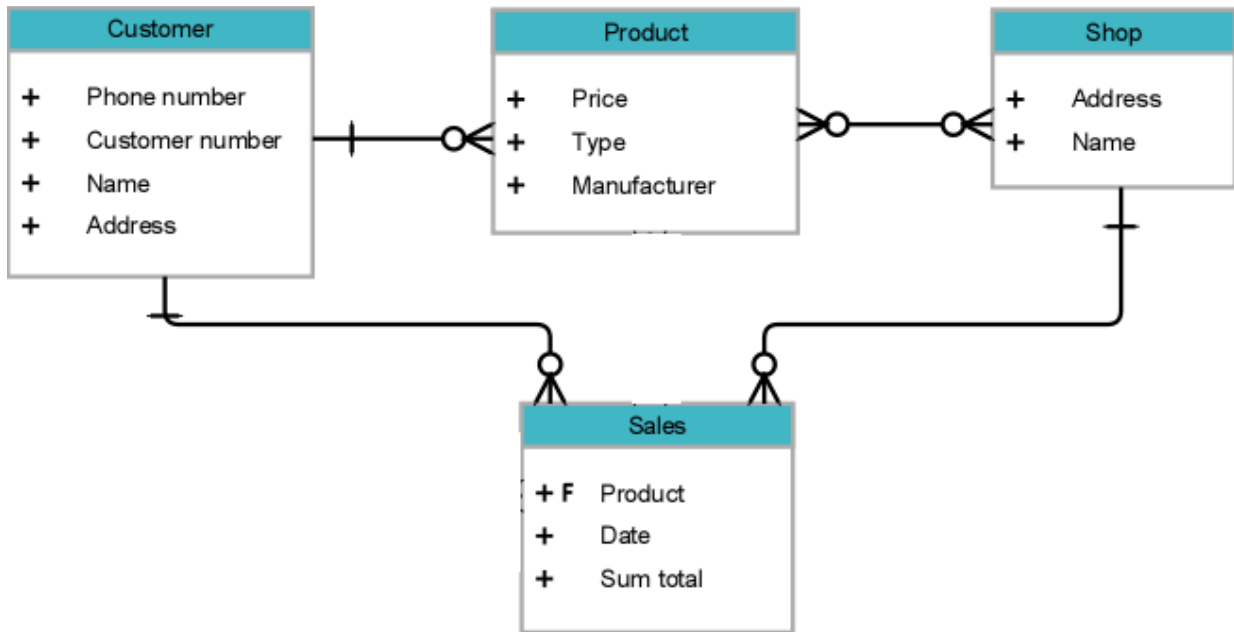 Customer
+ Phone number
+ Customer number
+ Name
+ Address
Product
+ Price
+ Type
+ Manufacturer
Shop
+ Address
+ Name
Sales
+ F Product
+ Date
+ Sum total